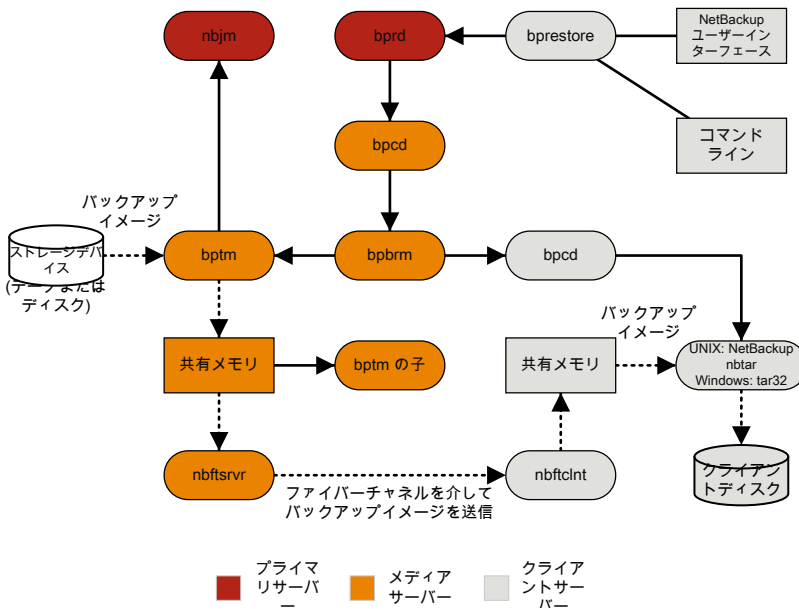 nbjm
bprd
bprestore
NetBackup
ユーザーイン
ターフェース
bpcd
コマンド
ライン
バックアップ
イメージ
ストレージデバ
イス
(テープまたは
ディスク)
bptm
bpbrm
bpcd
バックアップ
イメージ
共有メモリ
bptm の子
共有メモリ
UNIX: NetBackup
nbtar
Windows: tar32
nbftsrvr
ファイバーチャネルを介して
バックアップイメージを送信
nbftclnt
クライアン
トディスク
プライマ
リサーバ
ー
メディア
サーバー
クライア
ントサー
バー